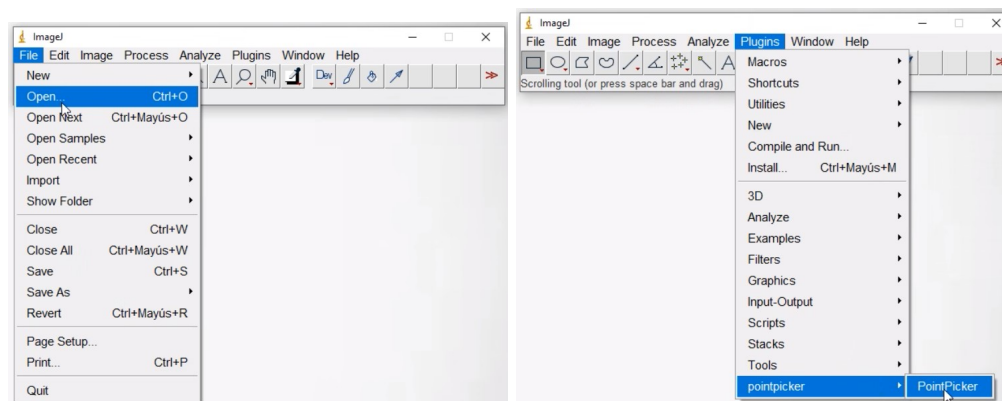 ImageJ
File Edit Image Process Analyze Plugins Window Help
New
Open... Ctrl+O
Open Next Ctrl+Mayús+O
Open Samples
Open Recent
Import
Show Folder
Close Ctrl+W
Close All Ctrl+Mayús+W
Save Ctrl+S
Save As
Revert Ctrl+Mayús+R
Page Setup...
Print... Ctrl+P
Quit
A
Dev
ImageJ
File Edit Image Process Analyze Plugins Window Help
A
Scrolling tool (or press space bar and drag)
Macros
Shortcuts
Utilities
New
Compile and Run...
Install... Ctrl+Mayús+M
3D
Analyze
Examples
Filters
Graphics
Input-Output
Scripts
Stacks
Tools
pointpicker
PointPicker